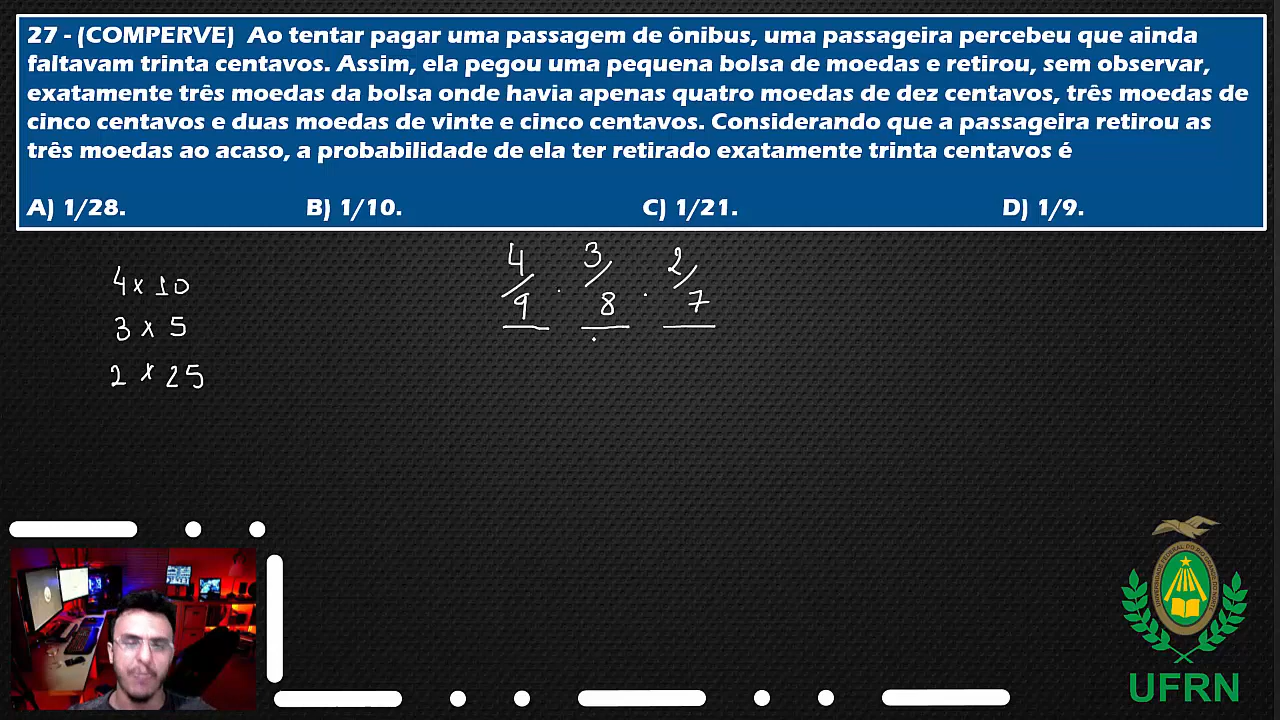 27 - (COMPERVE) Ao tentar pagar uma passagem de ônibus, uma passageira percebeu que ainda
faltavam trinta centavos. Assim, ela pegou uma pequena bolsa de moedas e retirou, sem observar,
exatamente três moedas da bolsa onde havia apenas quatro moedas de dez centavos, três moedas de
cinco centavos e duas moedas de vinte e cinco centavos. Considerando que a passageira retirou as
três moedas ao acaso, a probabilidade de ela ter retirado exatamente trinta centavos é
A) 1/28. B) 1/10. C) 1/21. D) 1/9.
4/9 . 3/8 . 2/7
4 x 10
3 x 5
2 x 25
UFRN